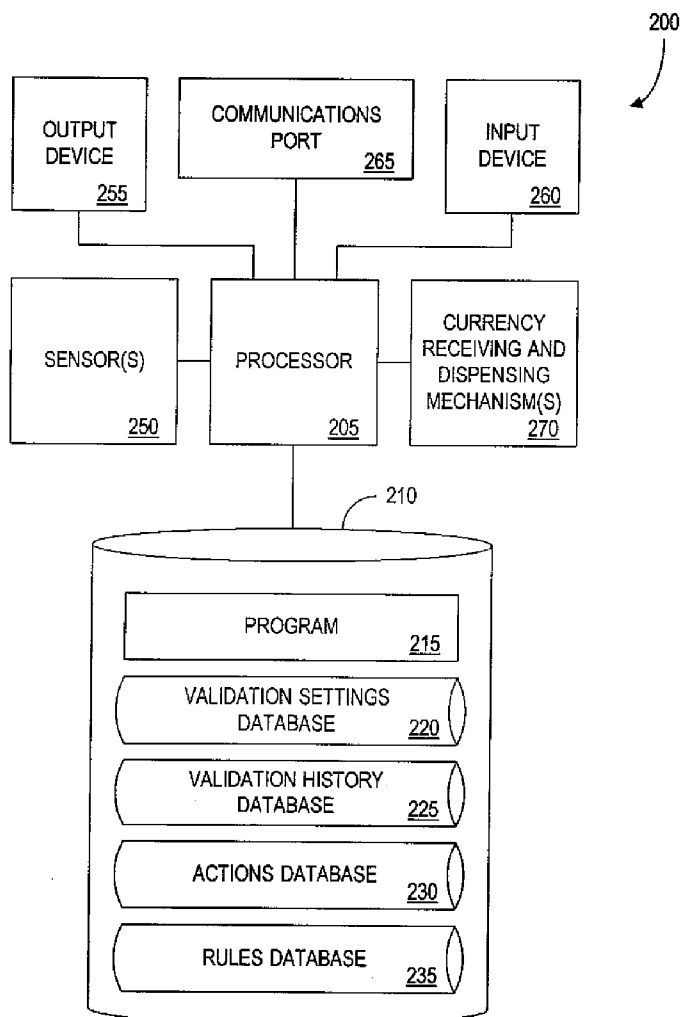 200
OUTPUT
DEVICE
255
COMMUNICATIONS
PORT
265
INPUT
DEVICE
260
SENSOR(S)
250
PROCESSOR
205
CURRENCY
RECEIVING AND
DISPENSING
MECHANISM(S)
270
210
PROGRAM
215
VALIDATION SETTINGS
DATABASE
220
VALIDATION HISTORY
DATABASE
225
ACTIONS DATABASE
230
RULES DATABASE
235